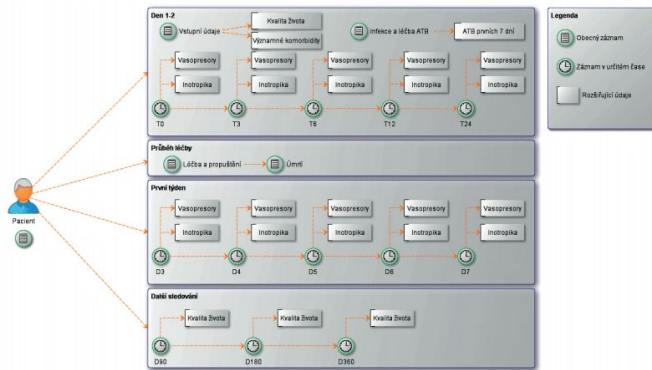 Den 1-2
Vstupní údaje
Kvalita života
Významné komorbidity
Infekce a léčba ATB
ATB prvních 7 dní
Vasopresory
Vasopresory
Vasopresory
Vasopresory
Vasopresory
Inotropika
Inotropika
Inotropika
Inotropika
Inotropika
T0
T3
T6
T12
T24
Legenda
Obecný záznam
Záznam v určitém čase
Rozšiřující údaje
Průběh léčby
Léčba a propuštění
Úmrtí
Pacient
První týden
Vasopresory
Vasopresory
Vasopresory
Vasopresory
Vasopresory
Inotropika
Inotropika
Inotropika
Inotropika
Inotropika
D3
D4
D5
D6
D7
Další sledování
Kvalita života
Kvalita života
Kvalita života
D90
D180
D360